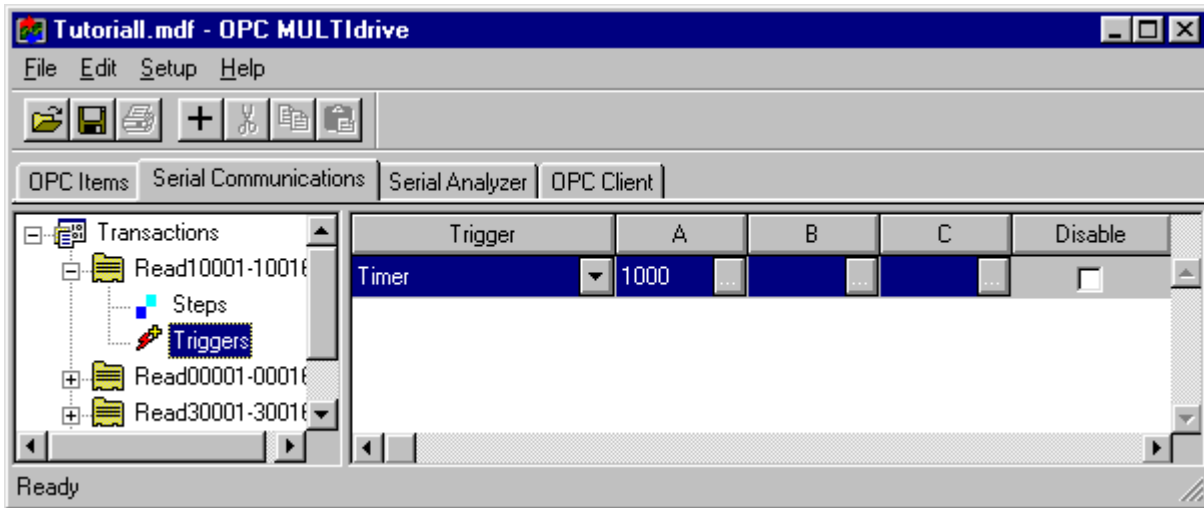 Tutoriall.mdf - OPC MULTIdrive
File Edit Setup Help
OPC Items Serial Communications Serial Analyzer OPC Client
Transactions
Read10001-10016
Steps
Triggers
Read00001-00016
Read30001-30016
Trigger A B C Disable
Timer 1000 ... ... ...
Ready